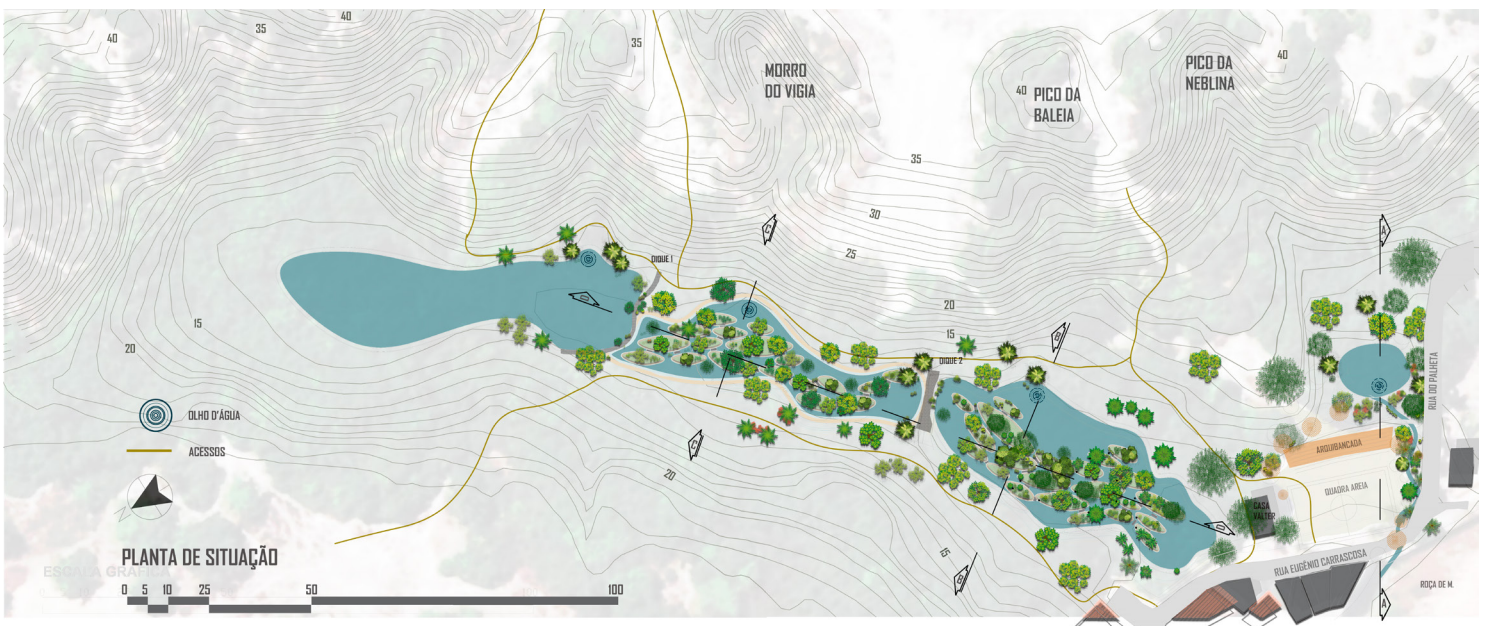 40
35
40
35
40
40
35
30
25
20
15
15
20
20
15
MORRO
DO VIGIA
PICO DA
BALEIA
PICO DA
NEBLINA
DIQUE 1
DIQUE 2
C
C
B
B
D
D
A
A
RUA DO PALHETA
ARQUIBANCADA
QUADRA AREIA
CASA
VALTER
RUA EUGÊNIO CARRASCOSA
ROÇA DE M.
OLHO D'ÁGUA
ACESSOS
N
PLANTA DE SITUAÇÃO
ESCALA GRÁFICA
0 5 10 25 50 100